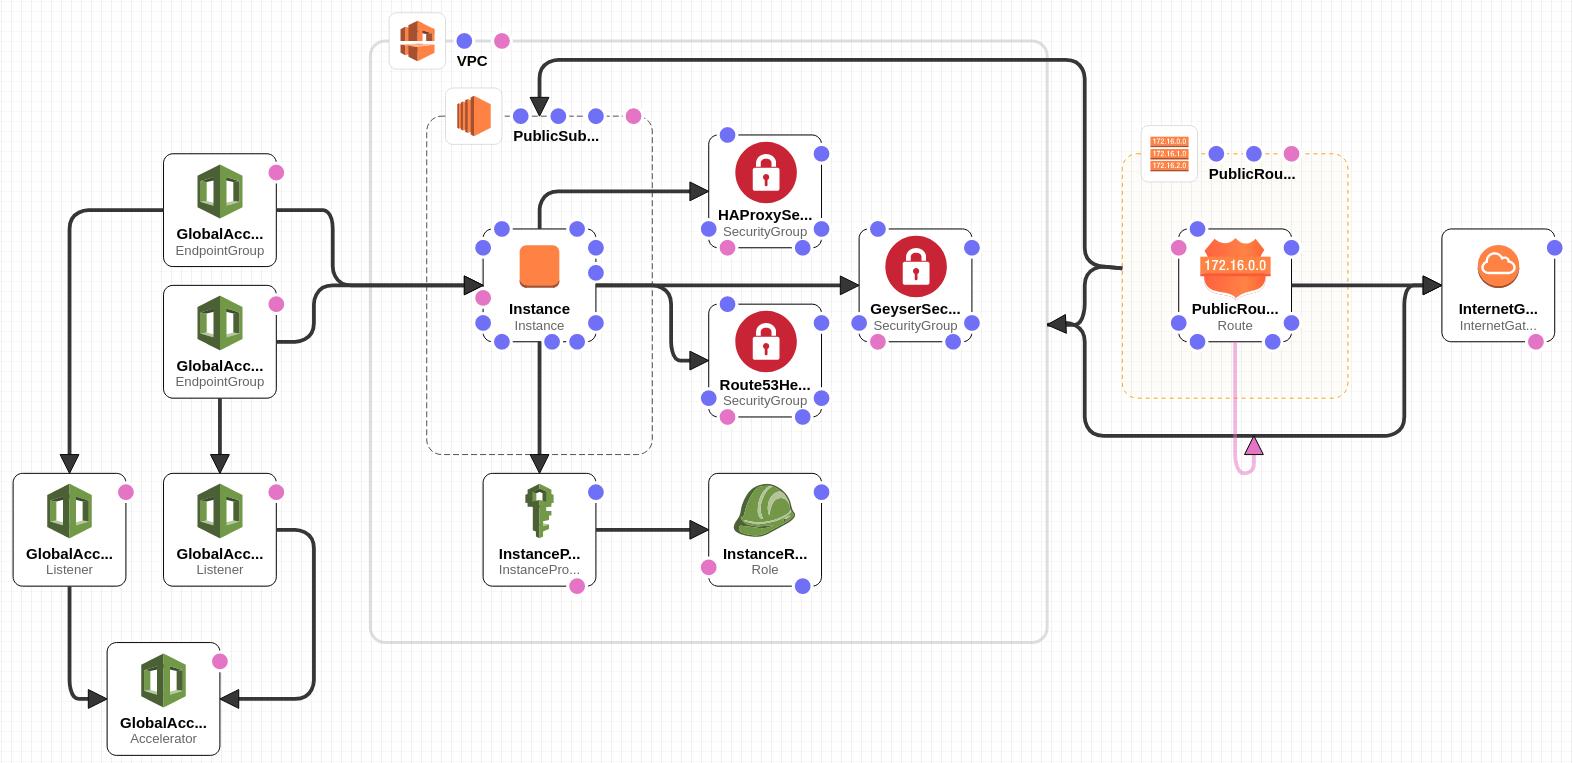 VPC
PublicSub...
172.16.0.0
172.16.1.0
172.16.2.0
PublicRou...
GlobalAcc...
EndpointGroup
HAProxySe...
SecurityGroup
Instance
Instance
GeyserSec...
SecurityGroup
172.16.0.0
PublicRou...
Route
InternetG...
InternetGat...
GlobalAcc...
EndpointGroup
Route53He...
SecurityGroup
GlobalAcc...
Listener
GlobalAcc...
Listener
InstanceP...
InstancePro...
InstanceR...
Role
GlobalAcc...
Accelerator